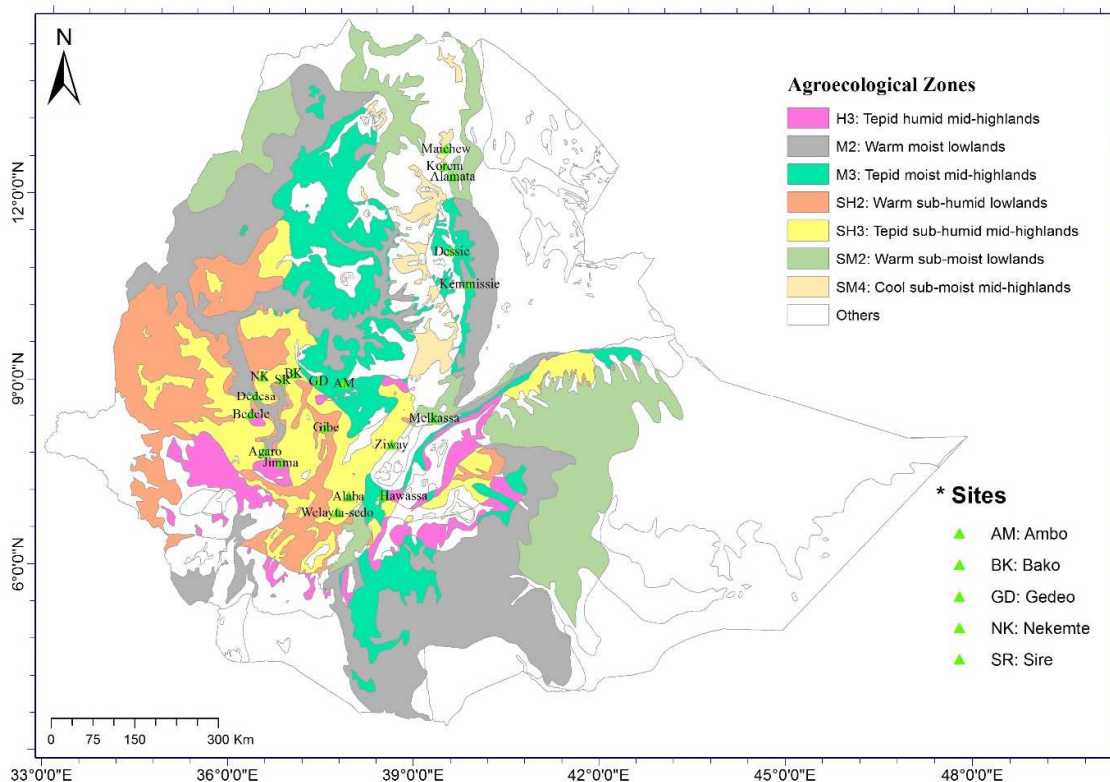 N
Agroecological Zones
H3: Tepid humid mid-highlands
M2: Warm moist lowlands
M3: Tepid moist mid-highlands
SH2: Warm sub-humid lowlands
SH3: Tepid sub-humid mid-highlands
SM2: Warm sub-moist lowlands
SM4: Cool sub-moist mid-highlands
Others
12°0'0"N
9°0'0"N
6°0'0"N
Maichew
Korem
Alamata
Dessie
Kemmissie
NK
SR
BK
GD
AM
Dedesa
Bedele
Gibe
Melkassa
Ziway
Agaro
Jimma
Alaba
Hawassa
Welayta-sedo
* Sites
AM: Ambo
BK: Bako
GD: Gedeo
NK: Nekemte
SR: Sire
0 75 150 300 Km
33°0'0"E 36°0'0"E 39°0'0"E 42°0'0"E 45°0'0"E 48°0'0"E